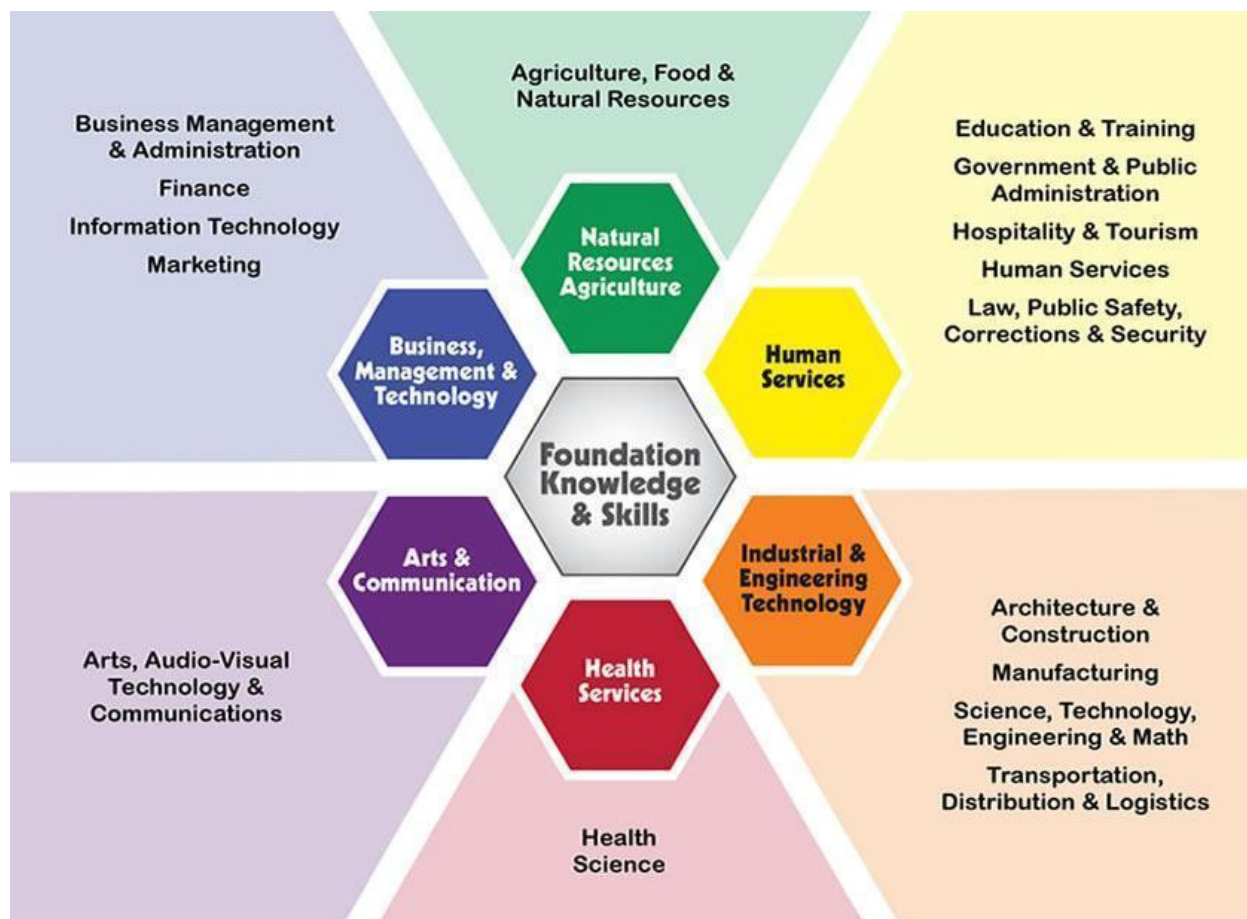 Agriculture, Food &
Natural Resources
Business Management
& Administration
Finance
Information Technology
Marketing
Education & Training
Government & Public
Administration
Hospitality & Tourism
Human Services
Law, Public Safety,
Corrections & Security
Natural
Resources
Agriculture
Business,
Management &
Technology
Human
Services
Foundation
Knowledge
& Skills
Arts &
Communication
Industrial &
Engineering
Technology
Health
Services
Arts, Audio-Visual
Technology &
Communications
Architecture &
Construction
Manufacturing
Science, Technology,
Engineering & Math
Transportation,
Distribution & Logistics
Health
Science